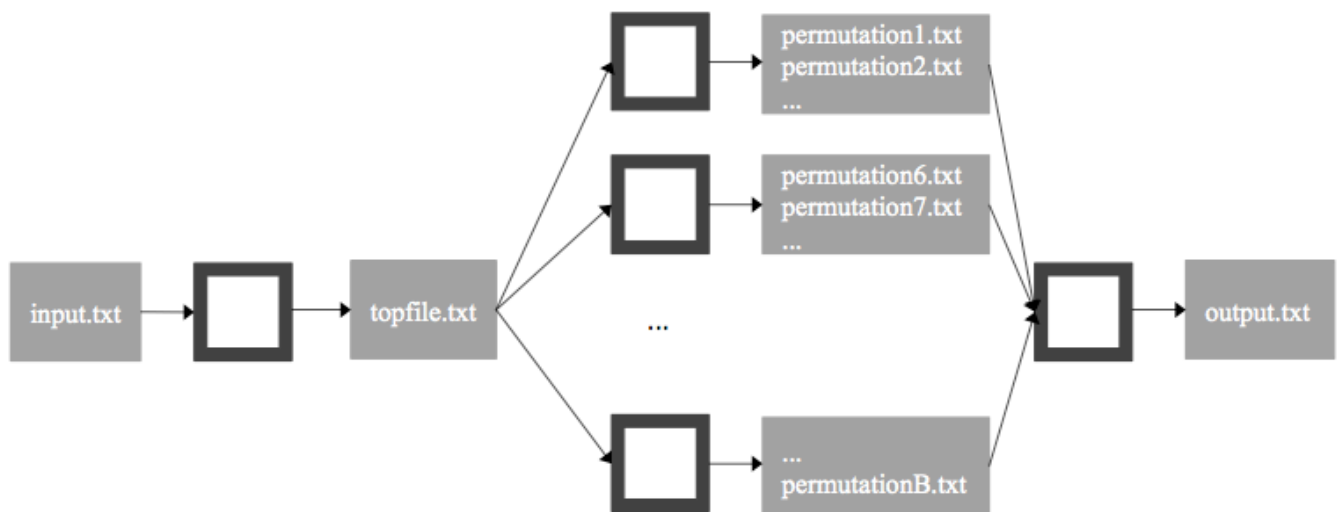 permutation1.txt
permutation2.txt
...
permutation6.txt
permutation7.txt
...
input.txt
topfile.txt
...
output.txt
...
permutationB.txt